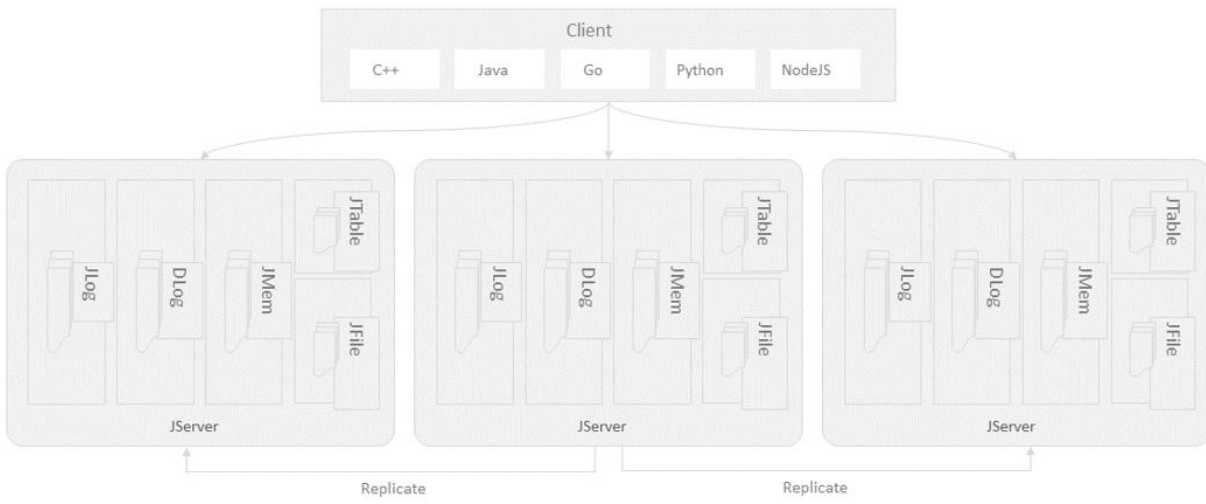 Client
C++
Java
Go
Python
NodeJS
JLog
DLog
JMem
JTable
JFile
JServer
JLog
DLog
JMem
JTable
JFile
JServer
JLog
DLog
JMem
JTable
JFile
JServer
Replicate
Replicate